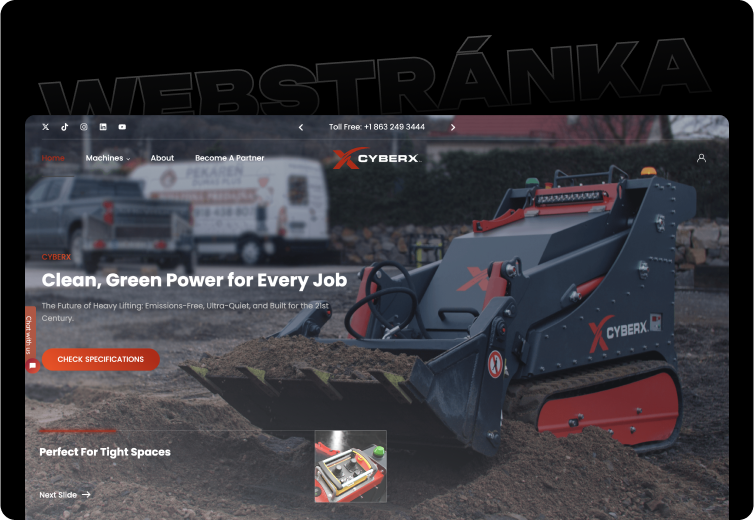 WEBSTRÁNKA
Toll Free: +1 863 249 3444
Home
Machines
About
Become A Partner
CYBERX
PEKÁREN
CYBERX
Clean, Green Power for Every Job
The Future of Heavy Lifting: Emissions-Free, Ultra-Quiet, and Built for the 21st
Century.
Chat with us
CHECK SPECIFICATIONS
CYBERX
Perfect For Tight Spaces
Next Slide